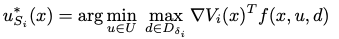 $u^*_{S_i}(x) = \arg\min_{u \in U} \max_{d \in D_{\delta_i}} \nabla V_i(x)^T f(x, u, d)$